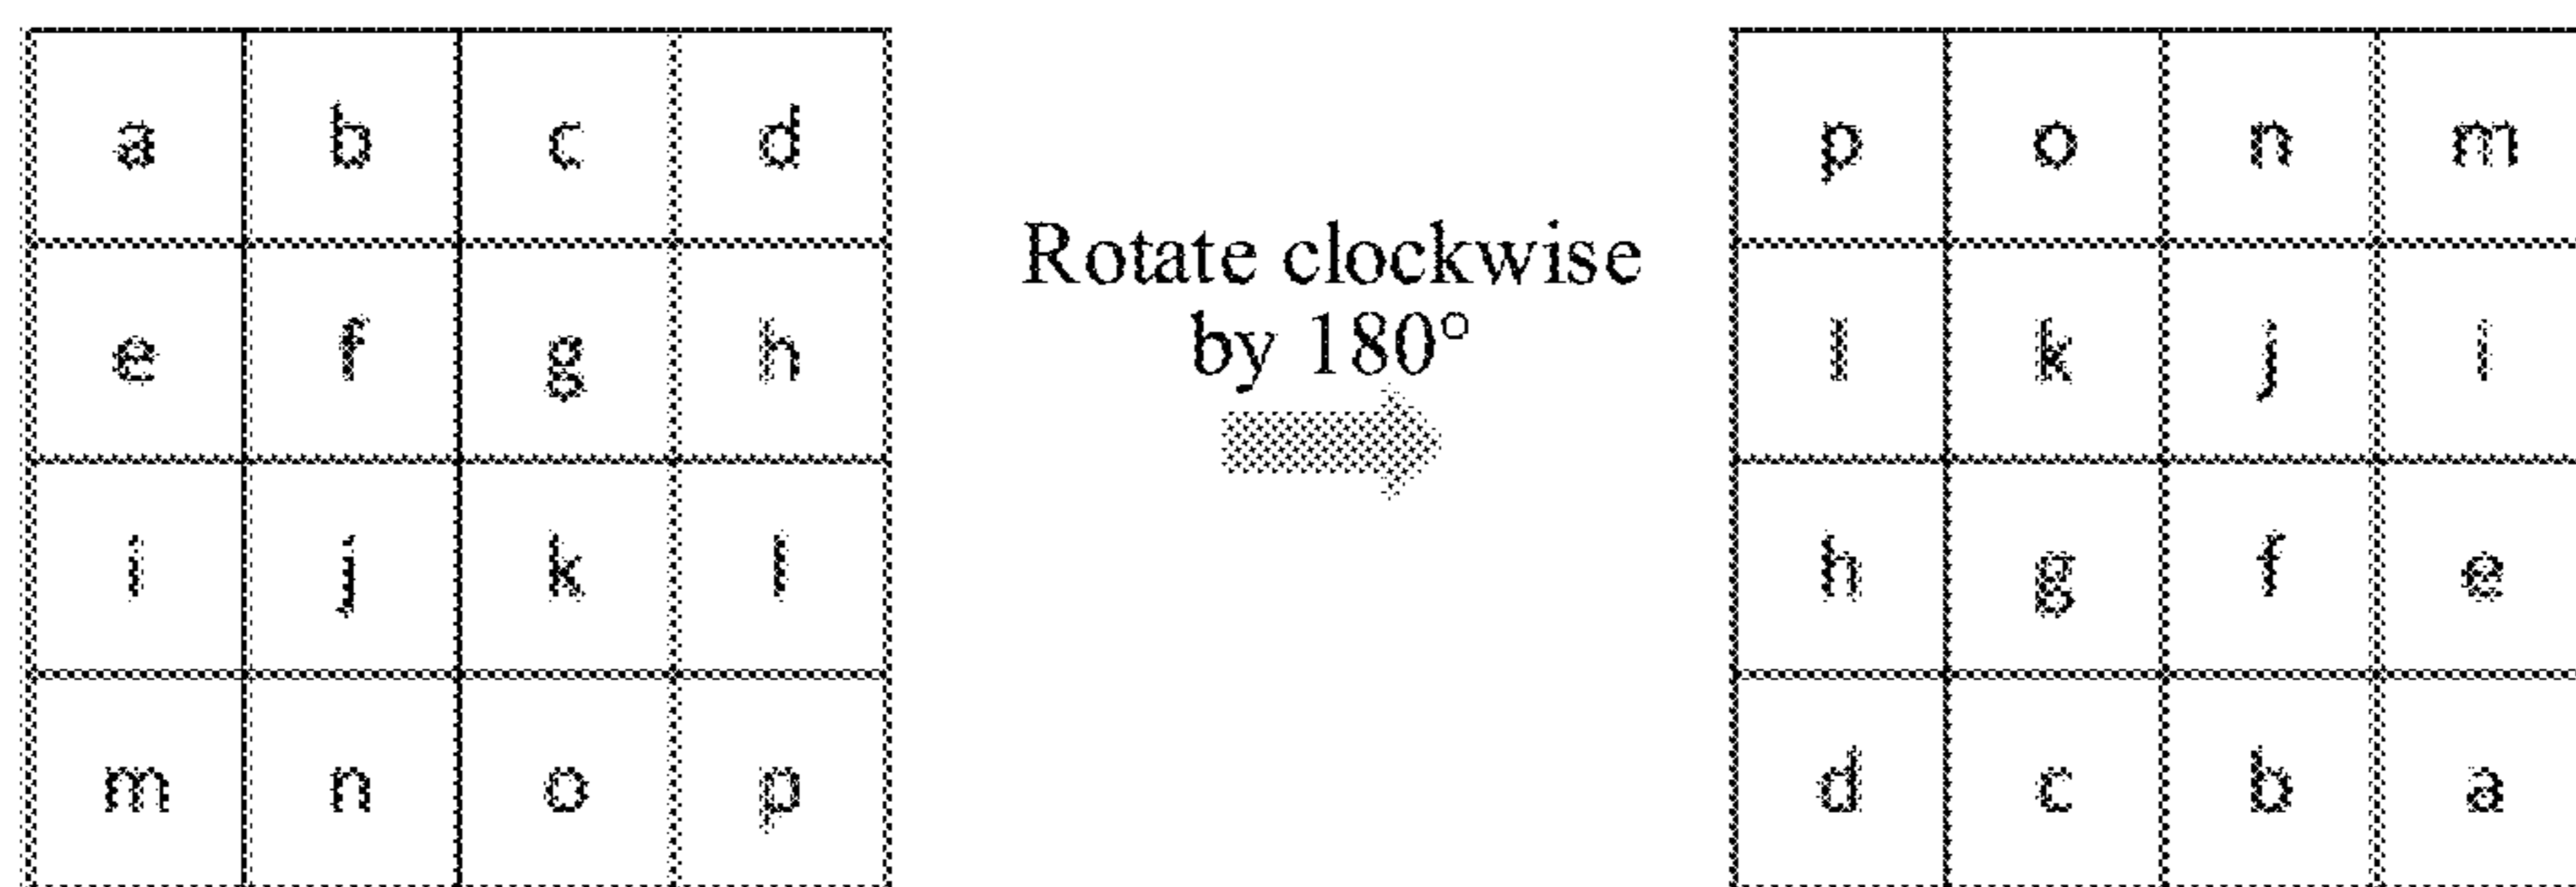 a b c d
e f g h
i j k l
m n o p
Rotate clockwise
by 180°
p o n m
l k j i
h g f e
d c b a